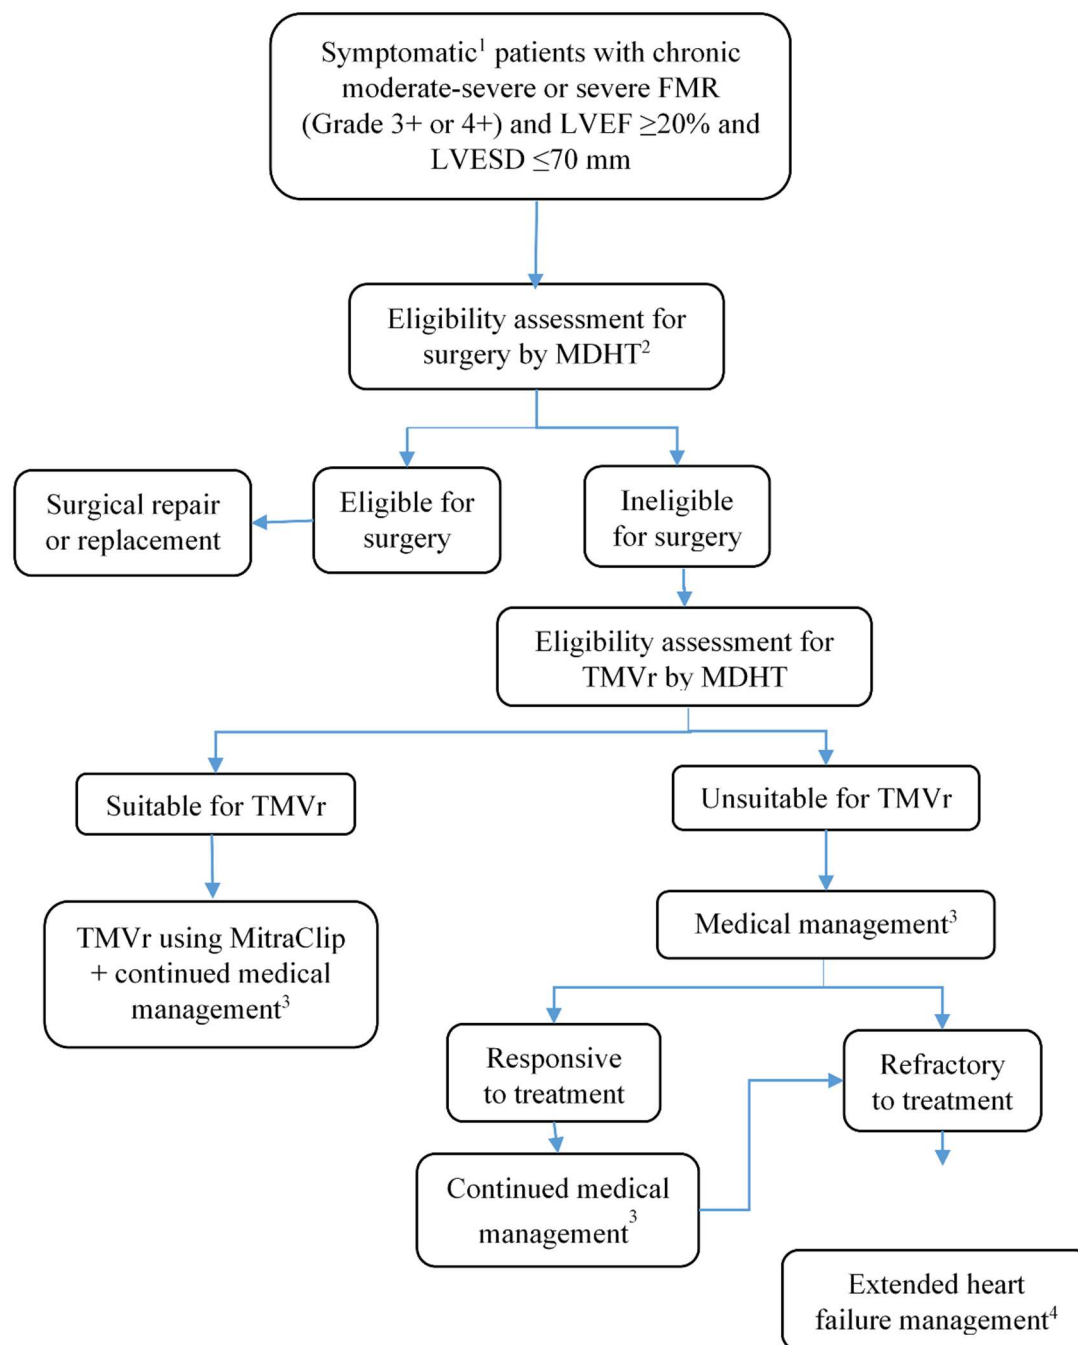 Symptomatic¹ patients with chronic
moderate-severe or severe FMR
(Grade 3+ or 4+) and LVEF ≥20% and
LVESD ≤70 mm
Eligibility assessment for
surgery by MDHT²
Surgical repair
or replacement
Eligible for
surgery
Ineligible
for surgery
Eligibility assessment for
TMVr by MDHT
Suitable for TMVr
Unsuitable for TMVr
TMVr using MitraClip
+ continued medical
management³
Medical management³
Responsive
to treatment
Refractory
to treatment
Continued medical
management³
Extended heart
failure management⁴